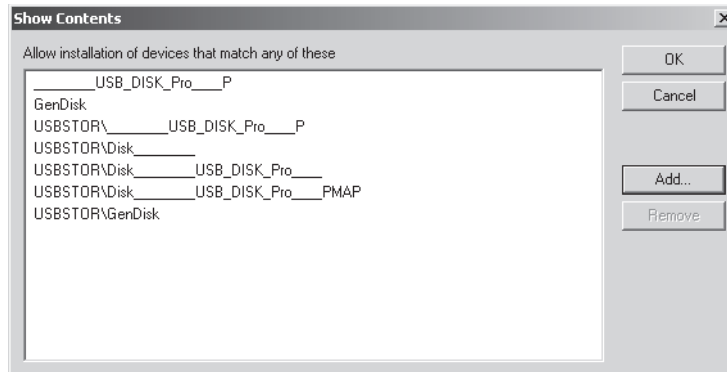 Show Contents
Allow installation of devices that match any of these
________USB_DISK_Pro____P
GenDisk
USBSTOR\________USB_DISK_Pro____P
USBSTOR\Disk________
USBSTOR\Disk________USB_DISK_Pro____
USBSTOR\Disk________USB_DISK_Pro____PMAP
USBSTOR\GenDisk
OK
Cancel
Add...
Remove